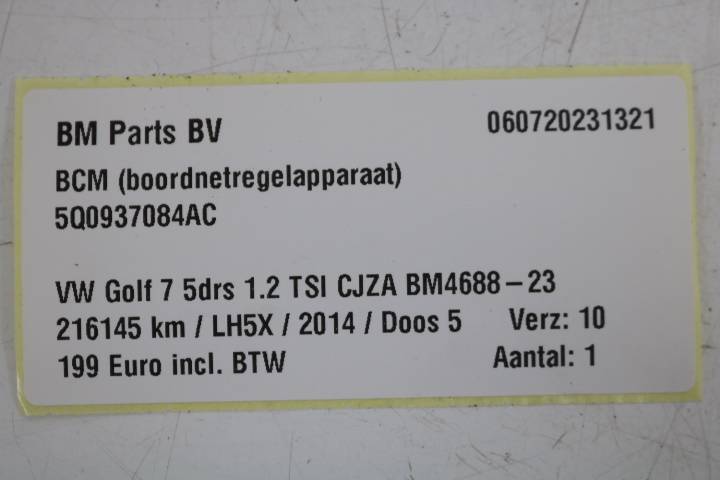 BM Parts BV 060720231321
BCM (boordnetregelapparaat)
5Q0937084AC
VW Golf 7 5drs 1.2 TSI CJZA BM4688-23
216145 km / LH5X / 2014 / Doos 5 Verz: 10
199 Euro incl. BTW Aantal: 1